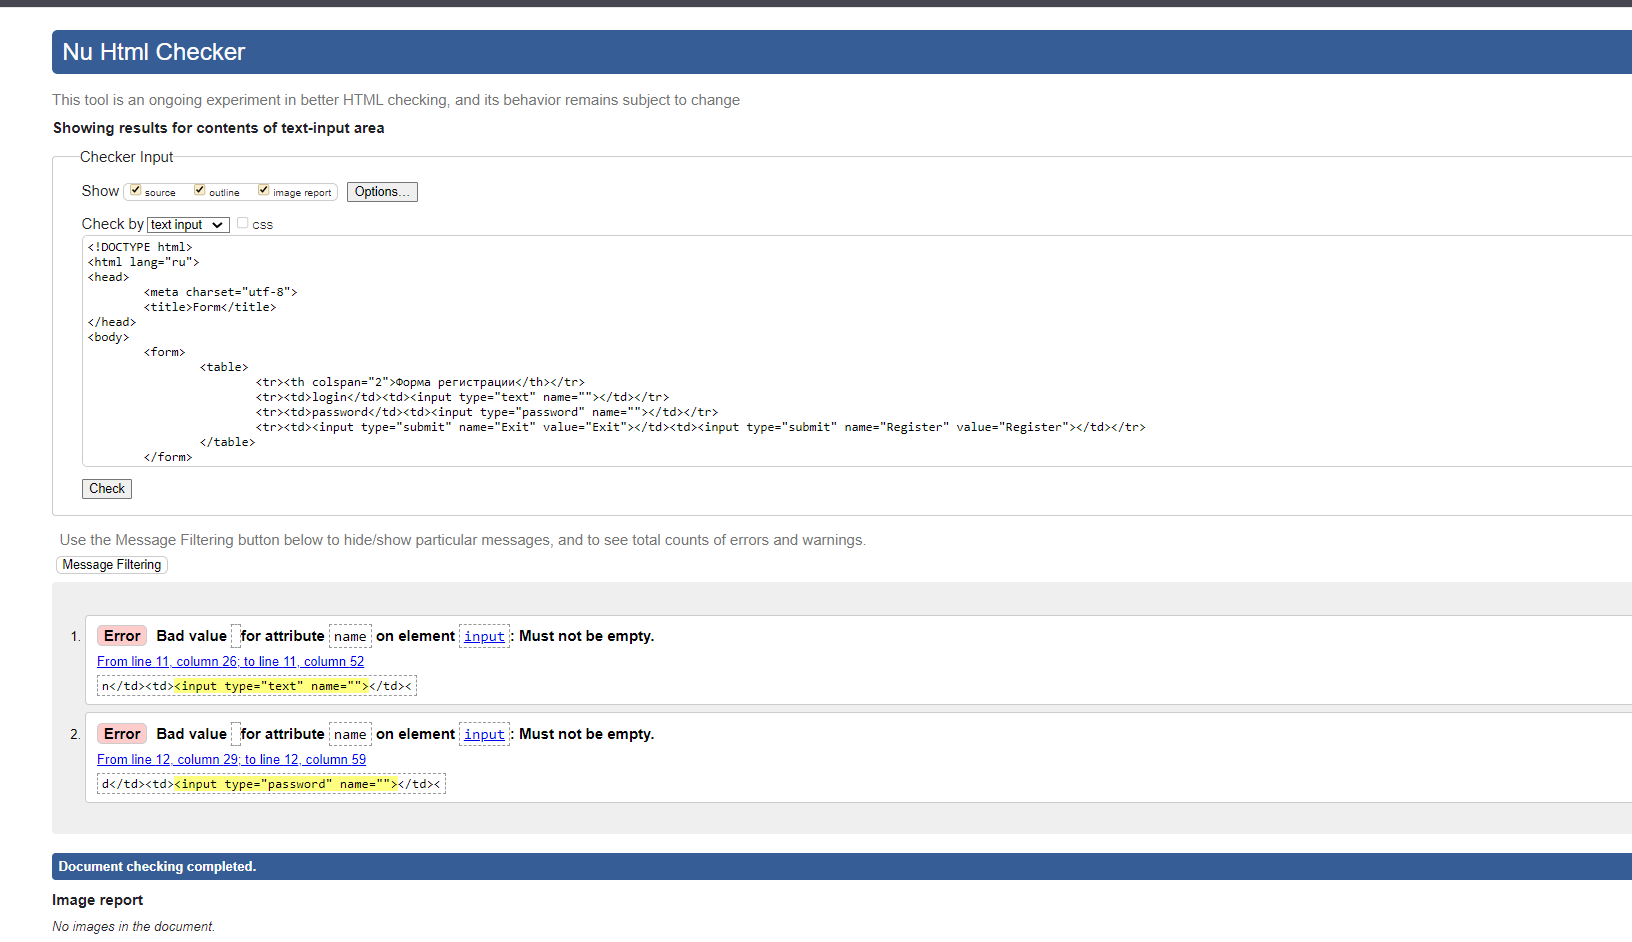 Nu Html Checker
This tool is an ongoing experiment in better HTML checking, and its behavior remains subject to change
Showing results for contents of text-input area
Checker Input
Show source outline image report Options...
Check by text input css
<!DOCTYPE html>
<html lang="ru">
<head>
<meta charset="utf-8">
<title>Form</title>
</head>
<body>
<form>
<table>
<tr><th colspan="2">Форма регистрации</th></tr>
<tr><td>login</td><td><input type="text" name=""></td></tr>
<tr><td>password</td><td><input type="password" name=""></td></tr>
<tr><td><input type="submit" name="Exit" value="Exit"></td><td><input type="submit" name="Register" value="Register"></td></tr>
</table>
</form>
Check
Use the Message Filtering button below to hide/show particular messages, and to see total counts of errors and warnings.
Message Filtering
1. Error Bad value for attribute name on element input: Must not be empty.
From line 11, column 26; to line 11, column 52
n</td><td><input type="text" name=""></td><
2. Error Bad value for attribute name on element input: Must not be empty.
From line 12, column 29; to line 12, column 59
d</td><td><input type="password" name=""></td><
Document checking completed.
Image report
No images in the document.